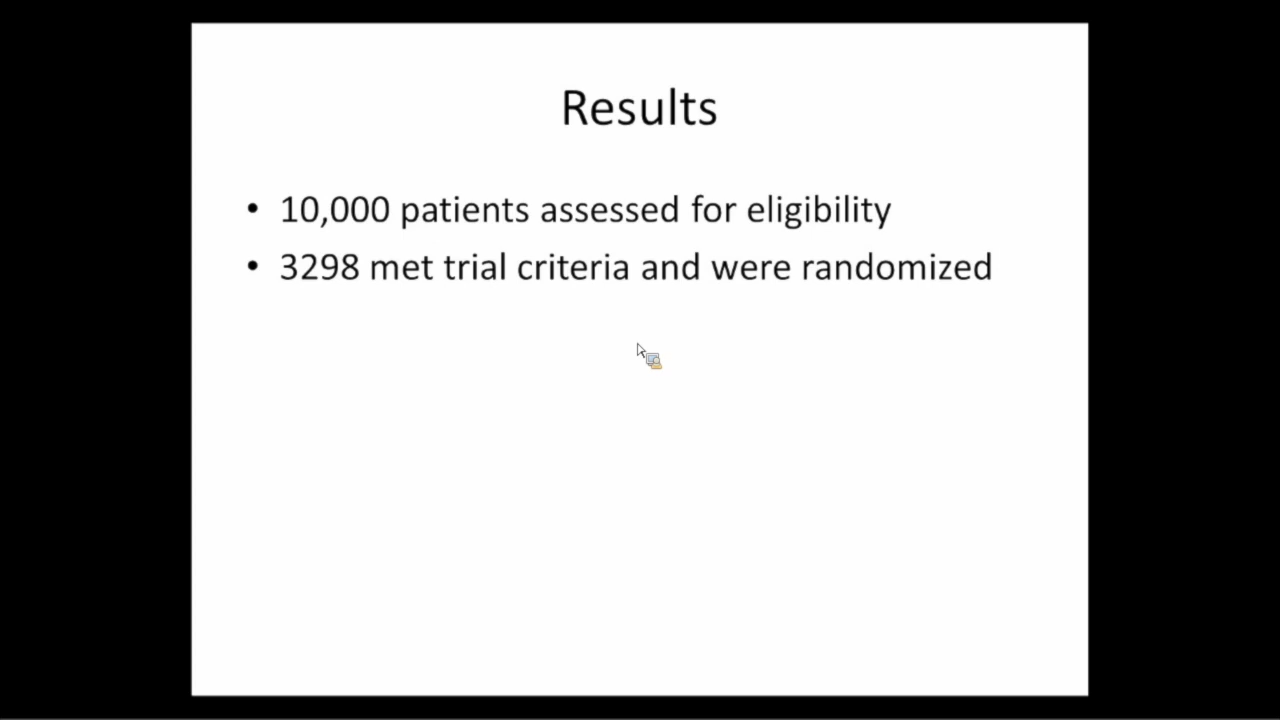 Results
• 10,000 patients assessed for eligibility
• 3298 met trial criteria and were randomized